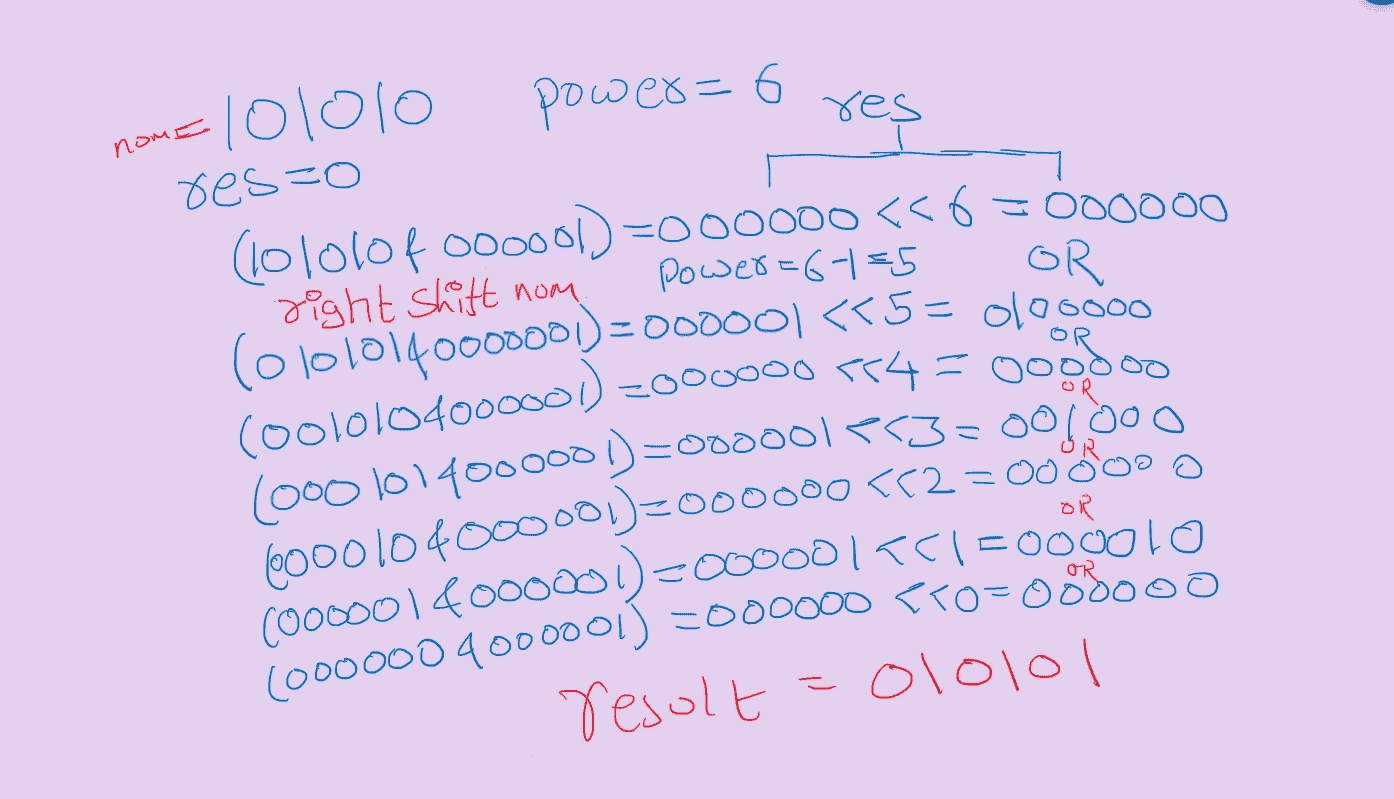 nom= 101010 power= 6 res
res=0
(101010 & 000001)=000000 <<6 = 000000
power=6-1=5 OR
right shift nom
(010101&0000001)=000001 <<5= 0100000
OR
(001010&000001) =000000 <<4 = 000000
OR
(000101&000001)=000001<<3= 001000
OR
(000010&000001)=000000 <<2=000000
OR
(000001&000001)=000001<<1=000010
OR
(000000&000001) =000000 <<0=000000
result = 010101